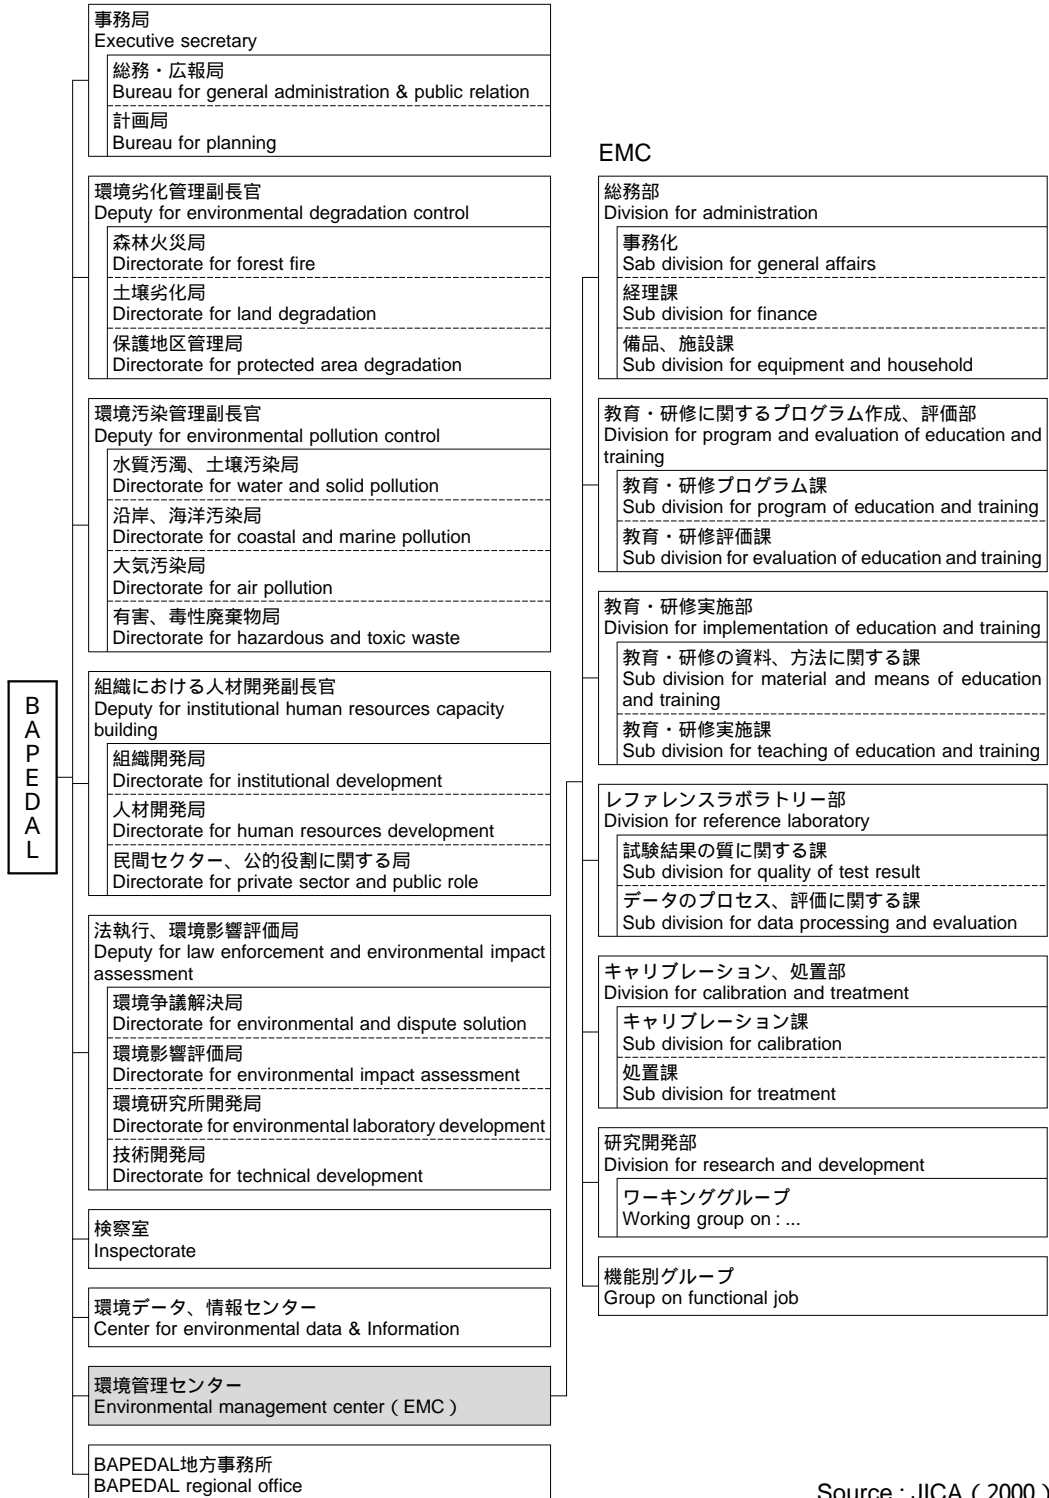 事務局
Executive secretary
総務・広報局
Bureau for general administration & public relation
計画局
Bureau for planning
環境劣化管理副長官
Deputy for environmental degradation control
森林火災局
Directorate for forest fire
土壌劣化局
Directorate for land degradation
保護地区管理局
Directorate for protected area degradation
環境汚染管理副長官
Deputy for environmental pollution control
水質汚濁、土壌汚染局
Directorate for water and solid pollution
沿岸、海洋汚染局
Directorate for coastal and marine pollution
大気汚染局
Directorate for air pollution
有害、毒性廃棄物局
Directorate for hazardous and toxic waste
BAPEDAL
組織における人材開発副長官
Deputy for institutional human resources capacity
building
組織開発局
Directorate for institutional development
人材開発局
Directorate for human resources development
民間セクター、公的役割に関する局
Directorate for private sector and public role
法執行、環境影響評価局
Deputy for law enforcement and environmental impact
assessment
環境争議解決局
Directorate for environmental and dispute solution
環境影響評価局
Directorate for environmental impact assessment
環境研究所開発局
Directorate for environmental laboratory development
技術開発局
Directorate for technical development
検察室
Inspectorate
環境データ、情報センター
Center for environmental data & Information
環境管理センター
Environmental management center ( EMC )
BAPEDAL地方事務所
BAPEDAL regional office
EMC
総務部
Division for administration
事務化
Sab division for general affairs
経理課
Sub division for finance
備品、施設課
Sub division for equipment and household
教育・研修に関するプログラム作成、評価部
Division for program and evaluation of education and
training
教育・研修プログラム課
Sub division for program of education and training
教育・研修評価課
Sub division for evaluation of education and training
教育・研修実施部
Division for implementation of education and training
教育・研修の資料、方法に関する課
Sub division for material and means of education
and training
教育・研修実施課
Sub division for teaching of education and training
レファレンスラボラトリー部
Division for reference laboratory
試験結果の質に関する課
Sub division for quality of test result
データのプロセス、評価に関する課
Sub division for data processing and evaluation
キャリブレーション、処置部
Division for calibration and treatment
キャリブレーション課
Sub division for calibration
処置課
Sub division for treatment
研究開発部
Division for research and development
ワーキンググループ
Working group on : ...
機能別グループ
Group on functional job
Source : JICA ( 2000 )